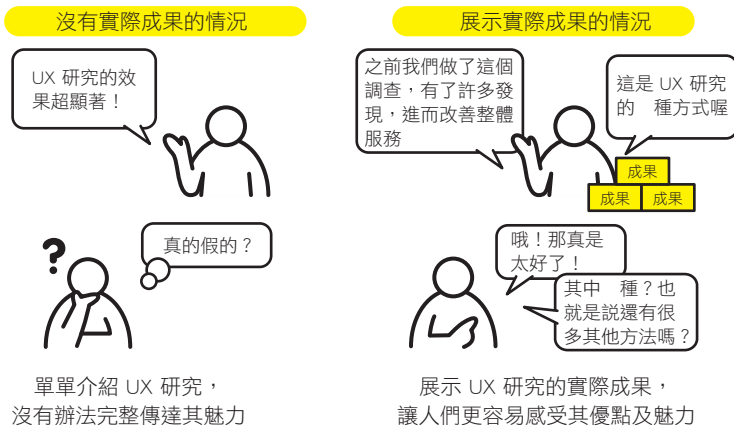 沒有實際成果的情況
UX 研究的效
果超顯著！
?
真的假的？
單單介紹 UX 研究，
沒有辦法完整傳達其魅力
展示實際成果的情況
之前我們做了這個
調查，有了許多發
現，進而改善整體
服務
這是 UX 研究
的　種方式喔
成果
成果 成果
哦！那真是
太好了！
其中　種？也
就是說還有很
多其他方法嗎？
展示 UX 研究的實際成果，
讓人們更容易感受其優點及魅力